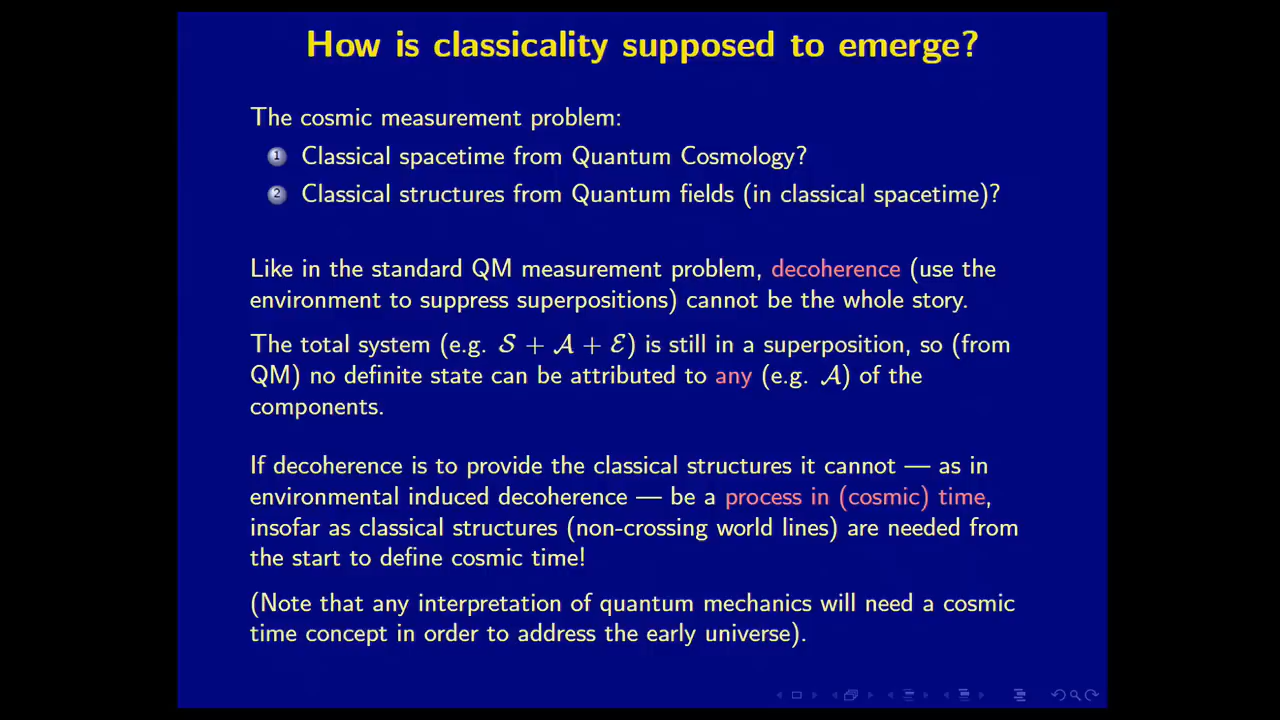 How is classicality supposed to emerge?
The cosmic measurement problem:
1 Classical spacetime from Quantum Cosmology?
2 Classical structures from Quantum fields (in classical spacetime)?
Like in the standard QM measurement problem, decoherence (use the
environment to suppress superpositions) cannot be the whole story.
The total system (e.g. 𝒮 + 𝒜 + ℰ) is still in a superposition, so (from
QM) no definite state can be attributed to any (e.g. 𝒜) of the
components.
If decoherence is to provide the classical structures it cannot — as in
environmental induced decoherence — be a process in (cosmic) time,
insofar as classical structures (non-crossing world lines) are needed from
the start to define cosmic time!
(Note that any interpretation of quantum mechanics will need a cosmic
time concept in order to address the early universe).